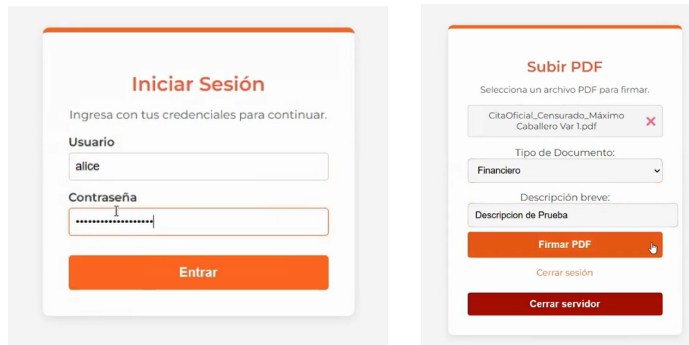 Iniciar Sesión
Ingresa con tus credenciales para continuar.
Usuario
alice
Contraseña
Entrar
Subir PDF
Selecciona un archivo PDF para firmar.
CitaOficial_Censurado_Máximo
Caballero Var 1.pdf
Tipo de Documento:
Financiero
Descripción breve:
Descripcion de Prueba
Firmar PDF
Cerrar sesión
Cerrar servidor